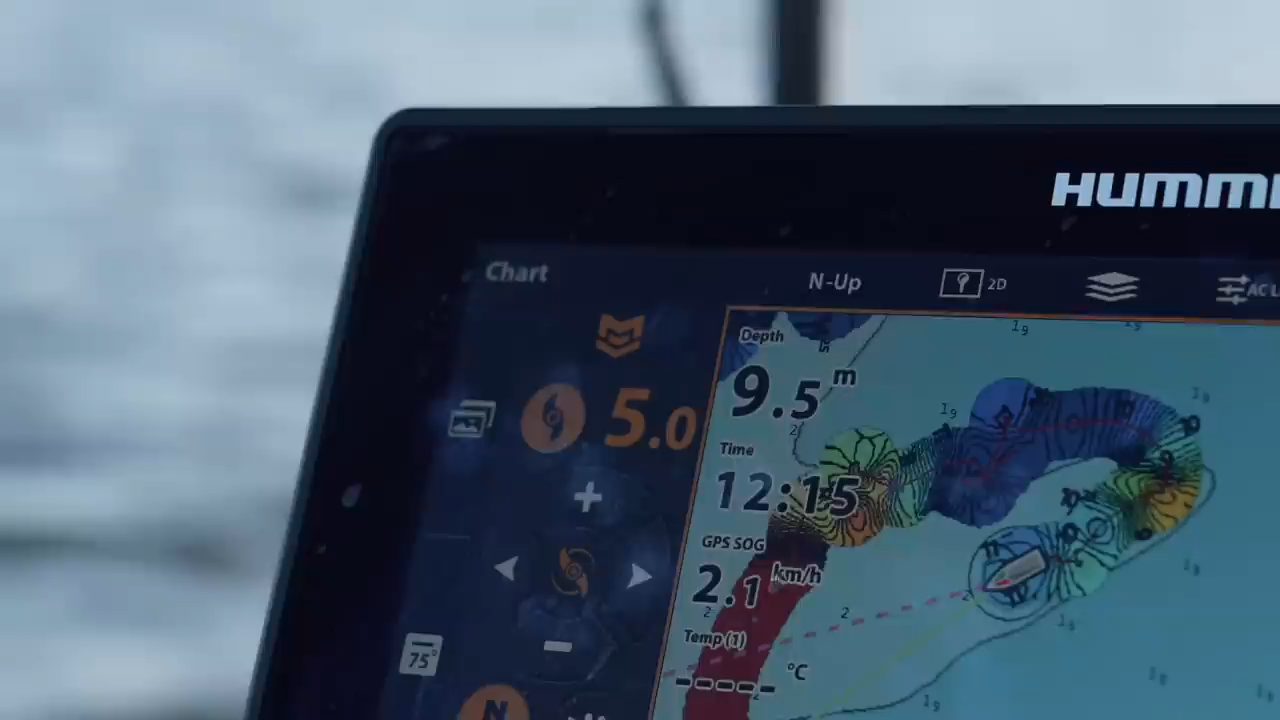 HUMMI
Chart
N-Up
2D
AC L
Depth
9.5 m
5.0
Time
12:15
GPS SOG
2.1 km/h
Temp (1)
-----°C
75°
N